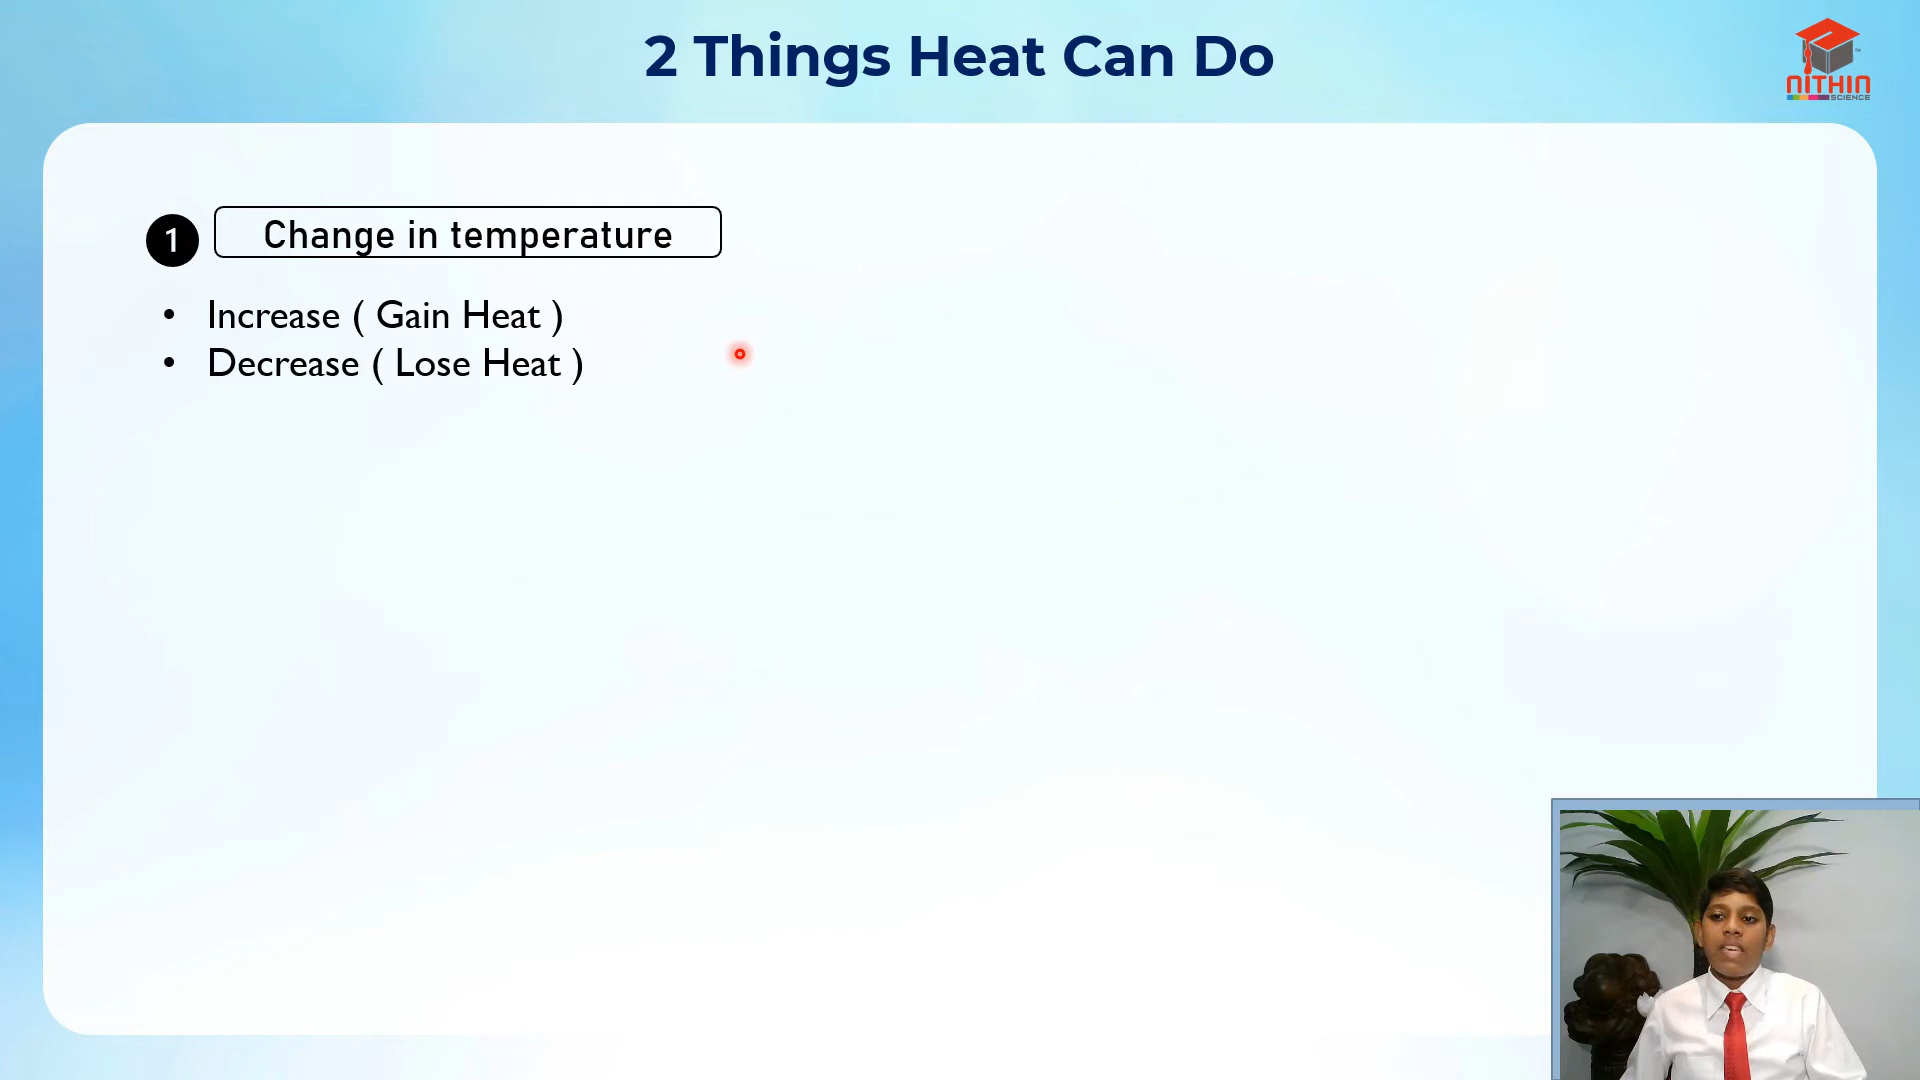 2 Things Heat Can Do
NITHIN
SCIENCE
1 Change in temperature
• Increase ( Gain Heat )
• Decrease ( Lose Heat )